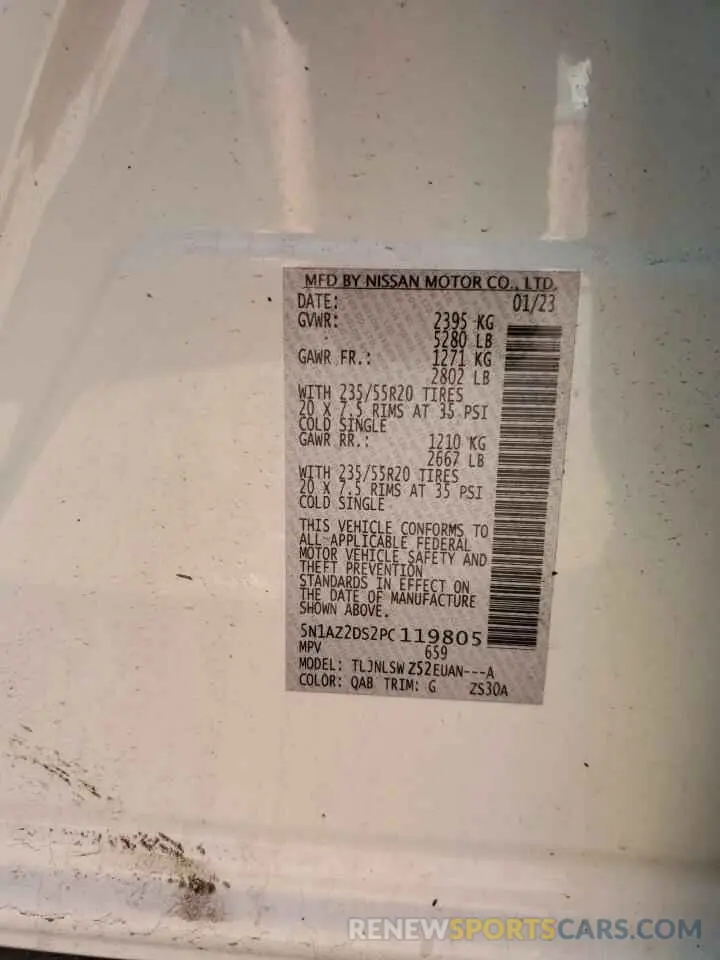 MFD BY NISSAN MOTOR CO., LTD.
DATE: 01/23
GVWR: 2395 KG
5280 LB
GAWR FR.: 1271 KG
2802 LB
WITH 235/55R20 TIRES
20 X 7.5 RIMS AT 35 PSI
COLD SINGLE
GAWR RR.: 1210 KG
2667 LB
WITH 235/55R20 TIRES
20 X 7.5 RIMS AT 35 PSI
COLD SINGLE
THIS VEHICLE CONFORMS TO
ALL APPLICABLE FEDERAL
MOTOR VEHICLE SAFETY AND
THEFT PREVENTION
STANDARDS IN EFFECT ON
THE DATE OF MANUFACTURE
SHOWN ABOVE.
5N1AZ2DS2PC119805
MPV 659
MODEL: TLJNLSW Z52EUAN---A
COLOR: QAB TRIM: G ZS30A
RENEWSPORTSCARS.COM